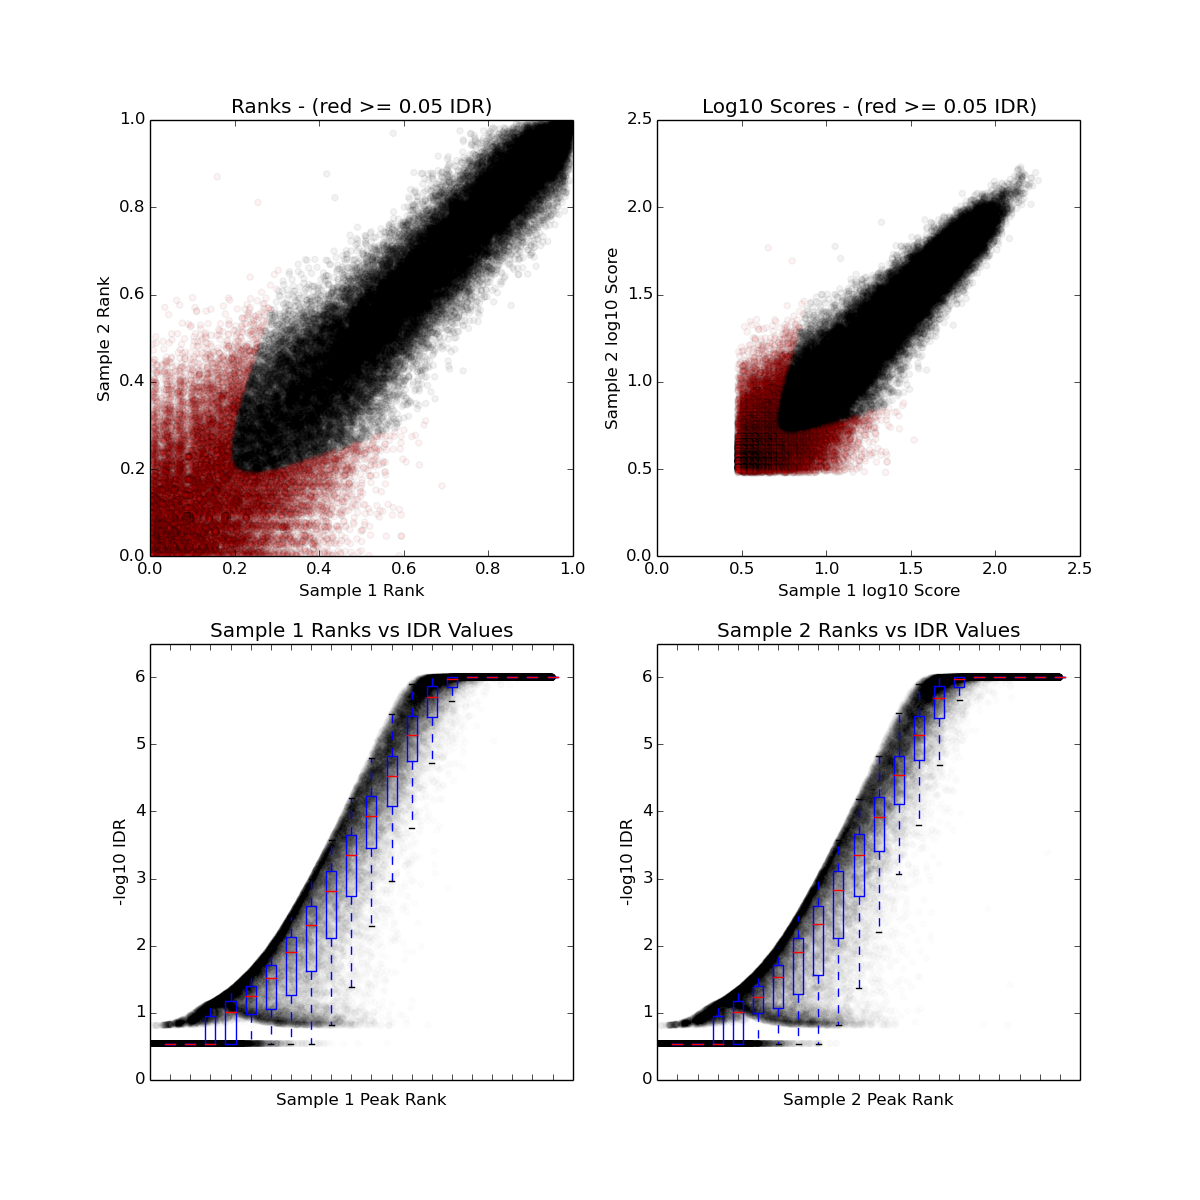 Ranks - (red >= 0.05 IDR)
1.0
0.8
0.6
0.4
0.2
0.0
Sample 2 Rank
0.0 0.2 0.4 0.6 0.8 1.0
Sample 1 Rank
Log10 Scores - (red >= 0.05 IDR)
2.5
2.0
1.5
1.0
0.5
0.0
Sample 2 log10 Score
0.0 0.5 1.0 1.5 2.0 2.5
Sample 1 log10 Score
Sample 1 Ranks vs IDR Values
6
5
4
3
2
1
0
-log10 IDR
Sample 1 Peak Rank
Sample 2 Ranks vs IDR Values
6
5
4
3
2
1
0
-log10 IDR
Sample 2 Peak Rank